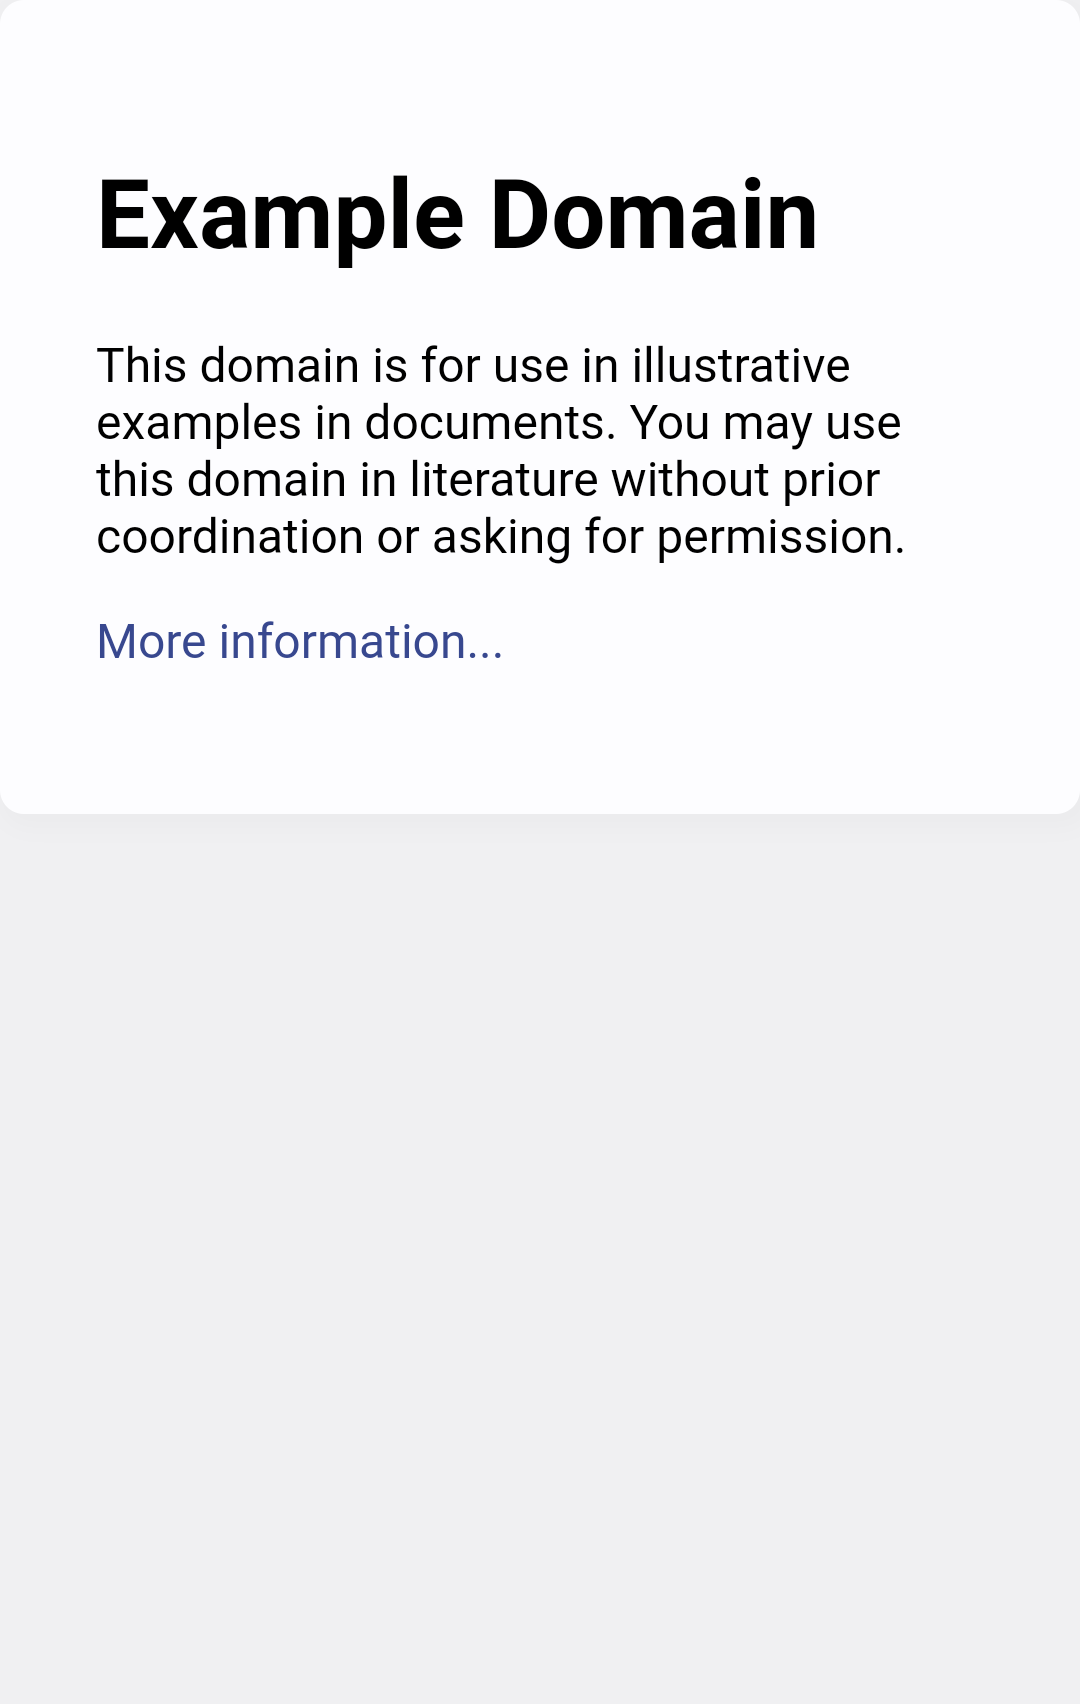 Example Domain
This domain is for use in illustrative
examples in documents. You may use
this domain in literature without prior
coordination or asking for permission.
More information...